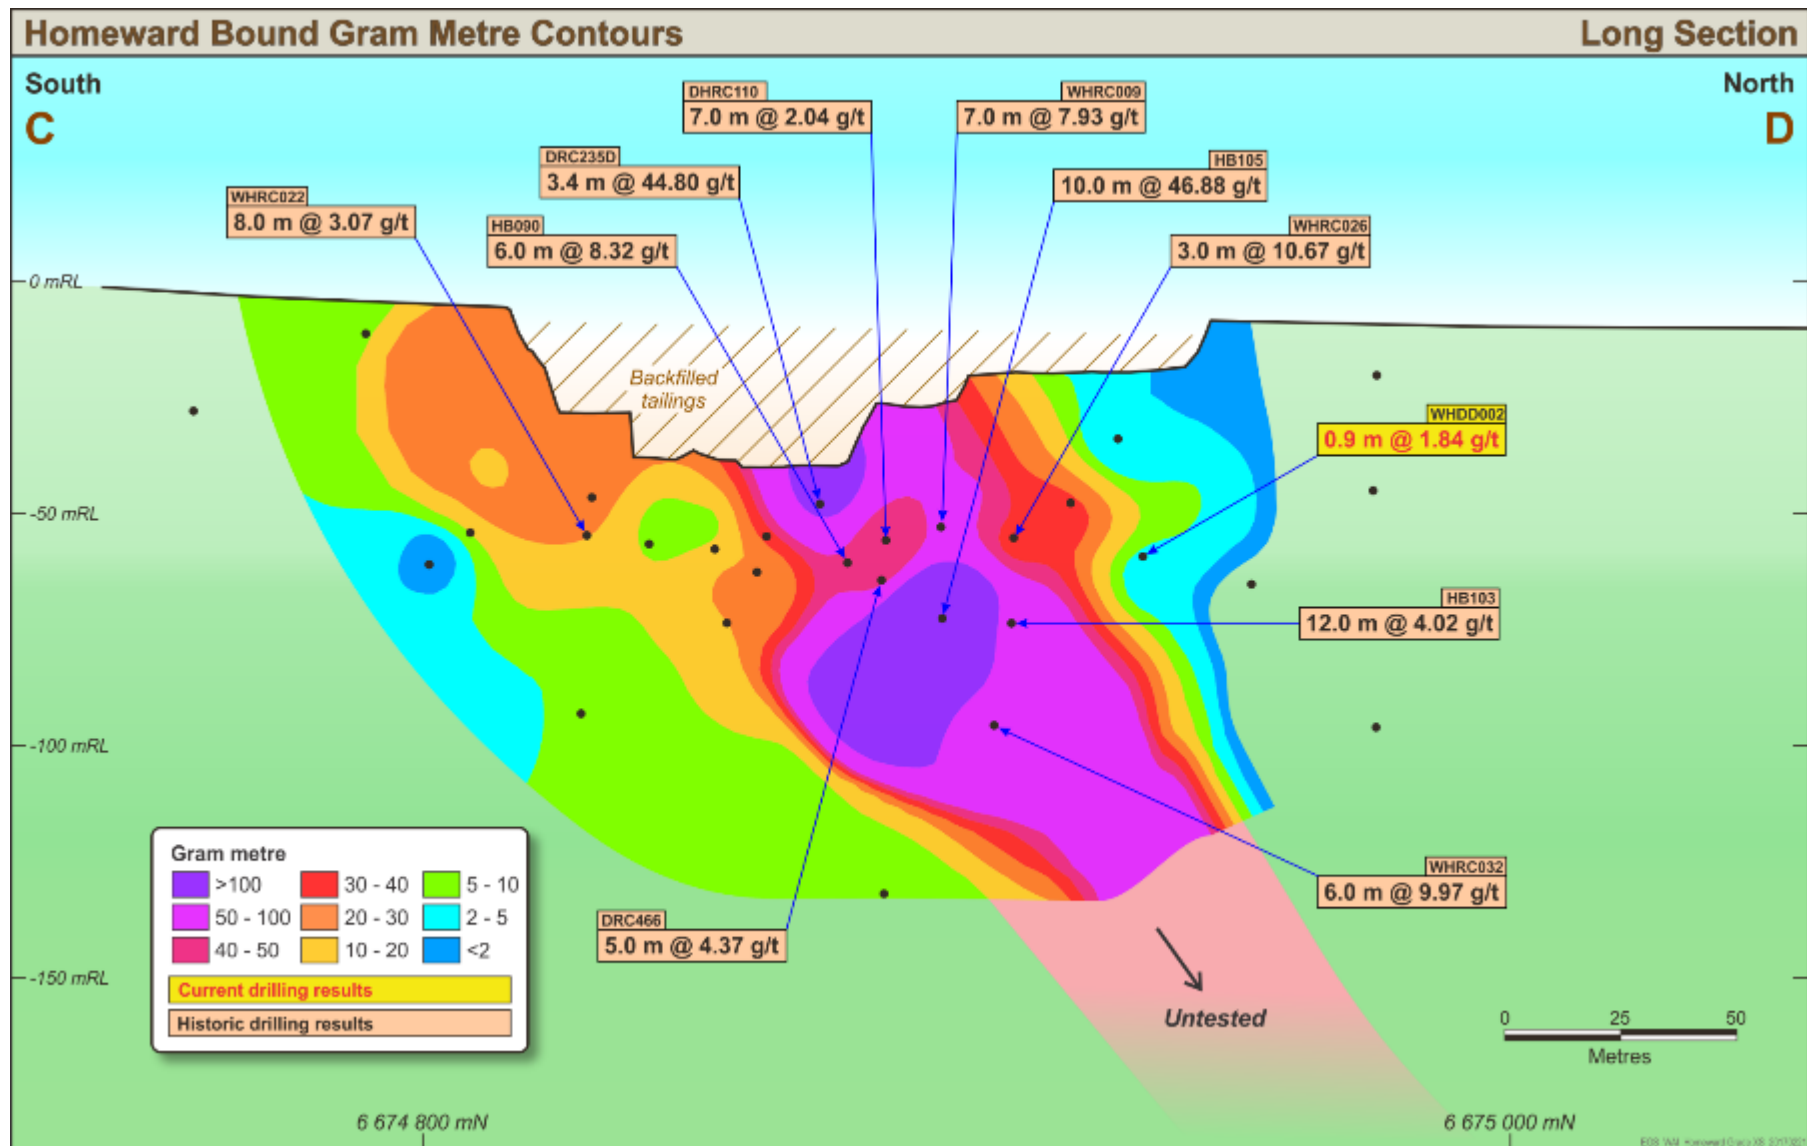 Homeward Bound Gram Metre Contours
Long Section
South
North
C
D
DHRC110
7.0 m @ 2.04 g/t
WHRC009
7.0 m @ 7.93 g/t
DRC235D
3.4 m @ 44.80 g/t
HB105
10.0 m @ 46.88 g/t
WHRC022
8.0 m @ 3.07 g/t
HB090
6.0 m @ 8.32 g/t
WHRC026
3.0 m @ 10.67 g/t
0 mRL
Backfilled
tailings
WHDD002
0.9 m @ 1.84 g/t
-50 mRL
HB103
12.0 m @ 4.02 g/t
-100 mRL
WHRC032
6.0 m @ 9.97 g/t
DRC466
5.0 m @ 4.37 g/t
Gram metre
>100
30 - 40
5 - 10
50 - 100
20 - 30
2 - 5
40 - 50
10 - 20
<2
Current drilling results
Historic drilling results
-150 mRL
Untested
0 25 50
Metres
6 674 800 mN
6 675 000 mN